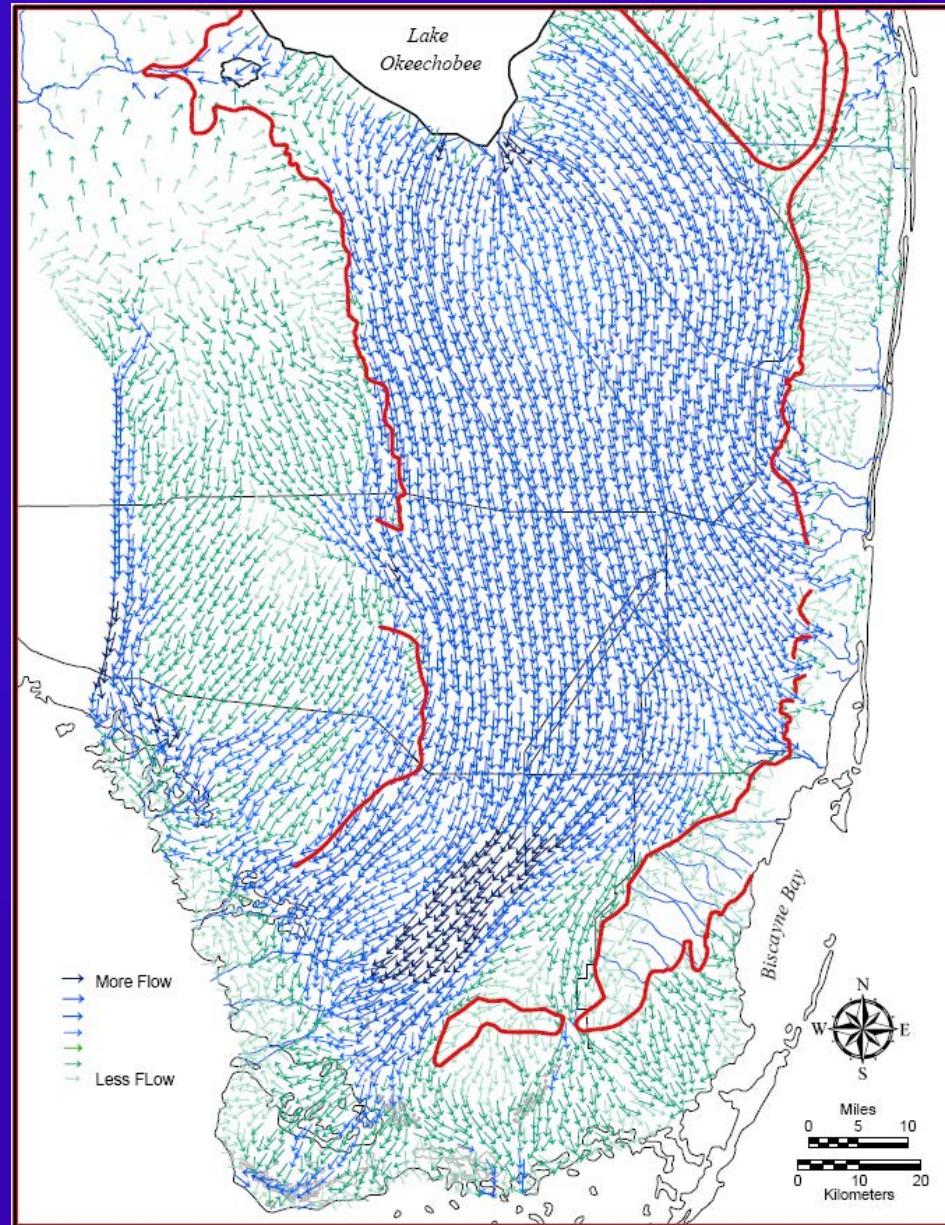 Lake
Okeechobee
Biscayne Bay
More Flow
Less FLow
N
W E
S
Miles
0 5 10
0 10 20
Kilometers